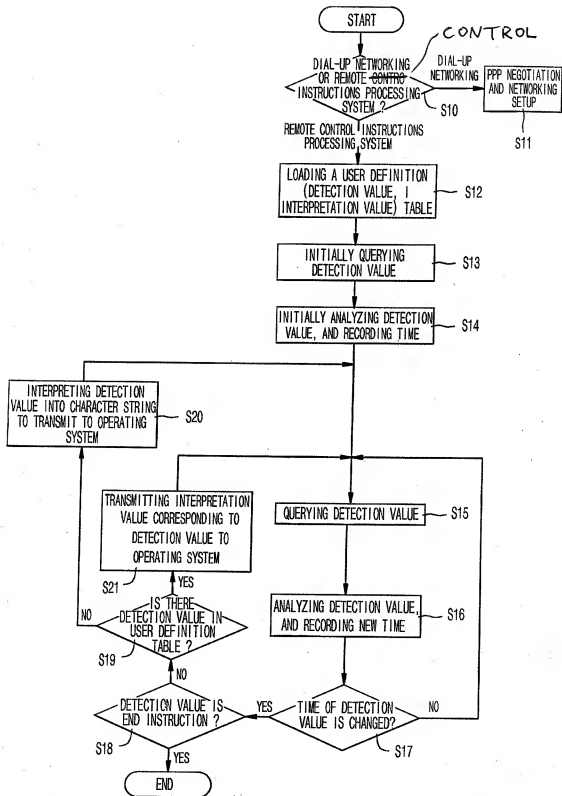 START
CONTROL
DIAL-UP NETWORKING
OR REMOTE CONTRO
INSTRUCTIONS PROCESSING
SYSTEM ?
S10
DIAL-UP
NETWORKING
PPP NEGOTIATION
AND NETWORKING
SETUP
S11
REMOTE CONTROL INSTRUCTIONS
PROCESSING SYSTEM
LOADING A USER DEFINITION
(DETECTION VALUE, I
INTERPRETATION VALUE) TABLE
S12
INITIALLY QUERYING
DETECTION VALUE
S13
INITIALLY ANALYZING DETECTION
VALUE, AND RECORDING TIME
S14
INTERPRETING DETECTION
VALUE INTO CHARACTER STRING
TO TRANSMIT TO OPERATING
SYSTEM
S20
TRANSMITTING INTERPRETATION
VALUE CORRESPONDING TO
DETECTION VALUE TO
OPERATING SYSTEM
S21
QUERYING DETECTION VALUE
S15
ANALYZING DETECTION VALUE,
AND RECORDING NEW TIME
S16
YES
NO
IS THERE
DETECTION VALUE IN
USER DEFINITION
TABLE ?
S19
NO
DETECTION VALUE IS
END INSTRUCTION ?
S18
YES
TIME OF DETECTION
VALUE IS CHANGED?
S17
NO
YES
END